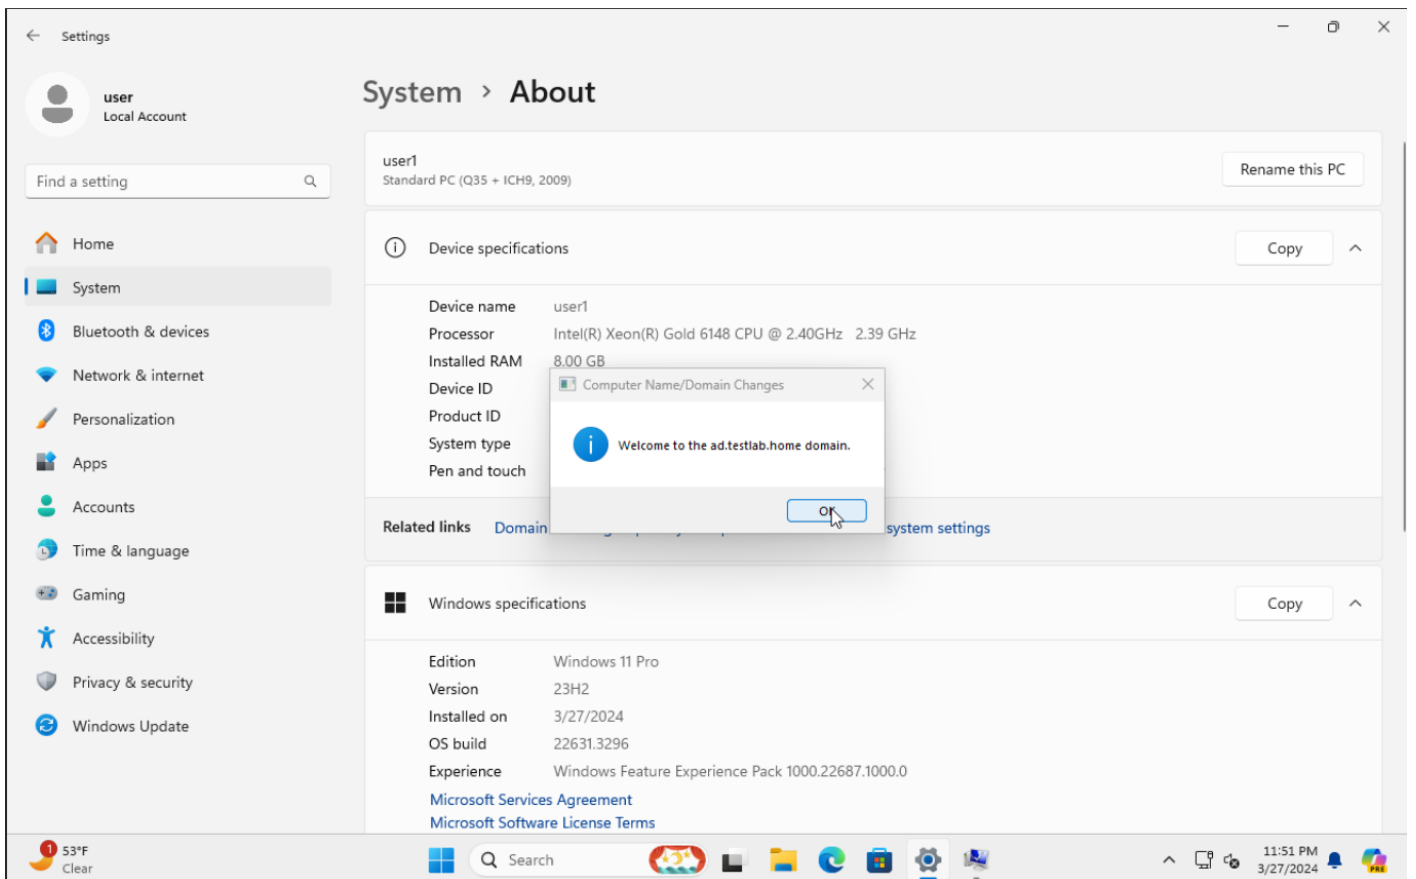 Settings
user
Local Account
Find a setting
Home
System
Bluetooth & devices
Network & internet
Personalization
Apps
Accounts
Time & language
Gaming
Accessibility
Privacy & security
Windows Update
System > About
user1
Standard PC (Q35 + ICH9, 2009)
Rename this PC
Device specifications
Copy
Device name user1
Processor Intel(R) Xeon(R) Gold 6148 CPU @ 2.40GHz 2.39 GHz
Installed RAM 8.00 GB
Device ID
Product ID
System type
Pen and touch
Computer Name/Domain Changes
Welcome to the ad.testlab.home domain.
OK
Related links Domain system settings
Windows specifications
Copy
Edition Windows 11 Pro
Version 23H2
Installed on 3/27/2024
OS build 22631.3296
Experience Windows Feature Experience Pack 1000.22687.1000.0
Microsoft Services Agreement
Microsoft Software License Terms
1
53°F
Clear
Search
11:51 PM
3/27/2024
PRE